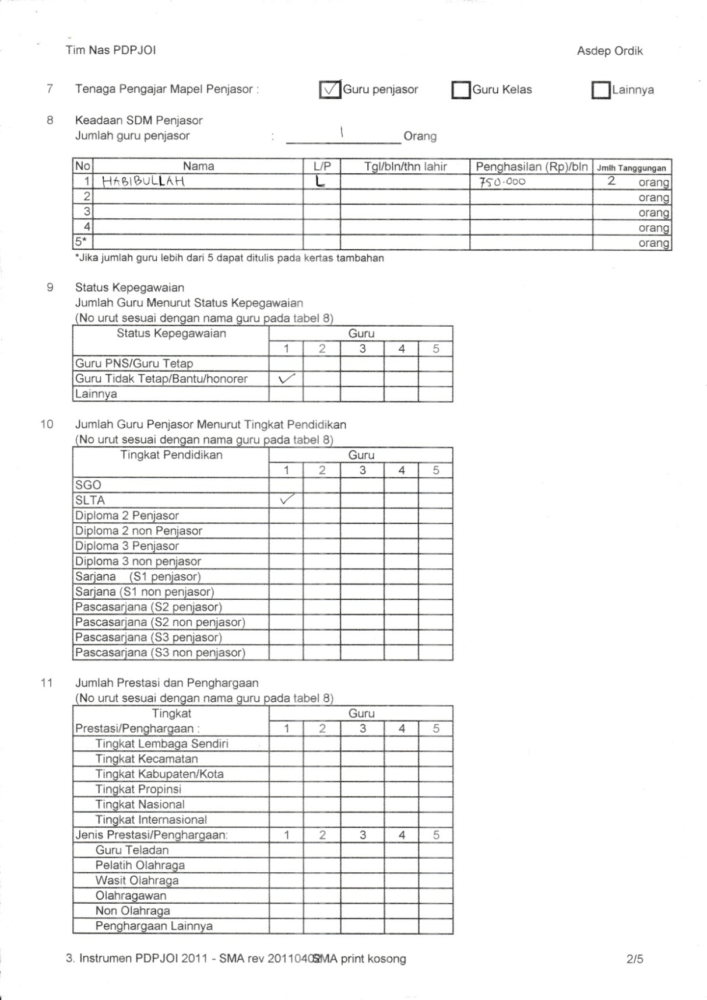 Tim Nas PDPJOI Asdep Ordik
7 Tenaga Pengajar Mapel Penjasor : Guru penjasor Guru Kelas Lainnya
8 Keadaan SDM Penjasor
Jumlah guru penjasor : 1 Orang
No Nama L/P Tgl/bln/thn lahir Penghasilan (Rp)/bln Jmlh Tanggungan
1 HABIBULLAH L 750.000 2 orang
2 orang
3 orang
4 orang
5* orang
*Jika jumlah guru lebih dari 5 dapat ditulis pada kertas tambahan
9 Status Kepegawaian
Jumlah Guru Menurut Status Kepegawaian
(No urut sesuai dengan nama guru pada tabel 8)
Status Kepegawaian Guru
1 2 3 4 5
Guru PNS/Guru Tetap
Guru Tidak Tetap/Bantu/honorer ✓
Lainnya
10 Jumlah Guru Penjasor Menurut Tingkat Pendidikan
(No urut sesuai dengan nama guru pada tabel 8)
Tingkat Pendidikan Guru
1 2 3 4 5
SGO
SLTA ✓
Diploma 2 Penjasor
Diploma 2 non Penjasor
Diploma 3 Penjasor
Diploma 3 non penjasor
Sarjana (S1 penjasor)
Sarjana (S1 non penjasor)
Pascasarjana (S2 penjasor)
Pascasarjana (S2 non penjasor)
Pascasarjana (S3 penjasor)
Pascasarjana (S3 non penjasor)
11 Jumlah Prestasi dan Penghargaan
(No urut sesuai dengan nama guru pada tabel 8)
Tingkat Guru
Prestasi/Penghargaan : 1 2 3 4 5
Tingkat Lembaga Sendiri
Tingkat Kecamatan
Tingkat Kabupaten/Kota
Tingkat Propinsi
Tingkat Nasional
Tingkat Internasional
Jenis Prestasi/Penghargaan: 1 2 3 4 5
Guru Teladan
Pelatih Olahraga
Wasit Olahraga
Olahragawan
Non Olahraga
Penghargaan Lainnya
3. Instrumen PDPJOI 2011 - SMA rev 20110402 SMA print kosong 2/5